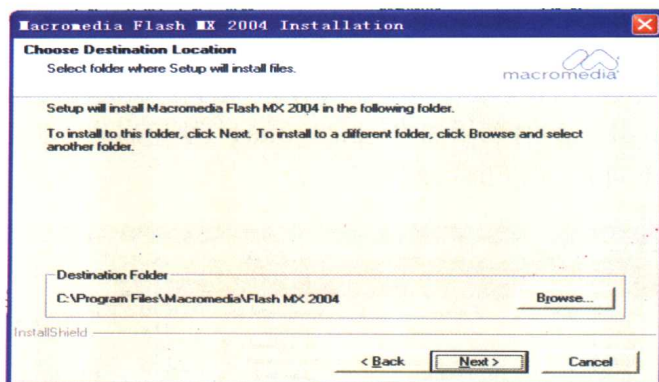 Macromedia Flash MX 2004 Installation
Choose Destination Location
Select folder where Setup will install files.
macromedia
Setup will install Macromedia Flash MX 2004 in the following folder.
To install to this folder, click Next. To install to a different folder, click Browse and select
another folder.
Destination Folder
C:\Program Files\Macromedia\Flash MX 2004
Browse...
InstallShield
< Back
Next >
Cancel